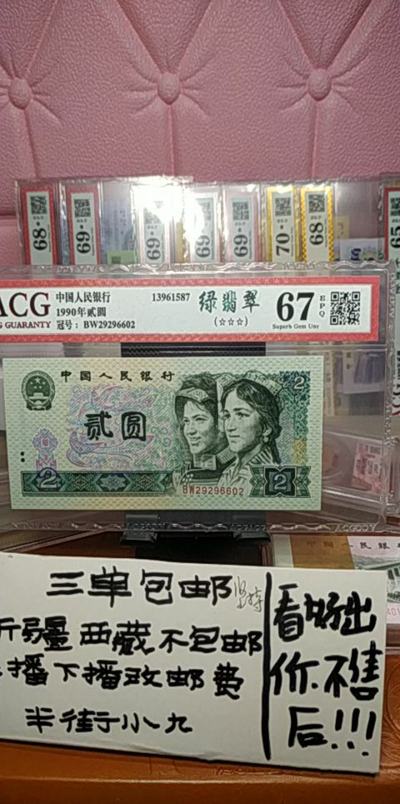 68
69
69
69
70
68
65
ACG
GUARANTY
中国人民银行
1990年贰圆
冠号：BW29296602
13961587
绿翡翠
(☆☆☆)
67
EPQ
Superb Gem Unc
中国人民银行
2
贰圆
2
2
BW29296602
三单包邮
新疆西藏不包邮
播下播改邮费
半街小九
看好出
价不售
后!!!